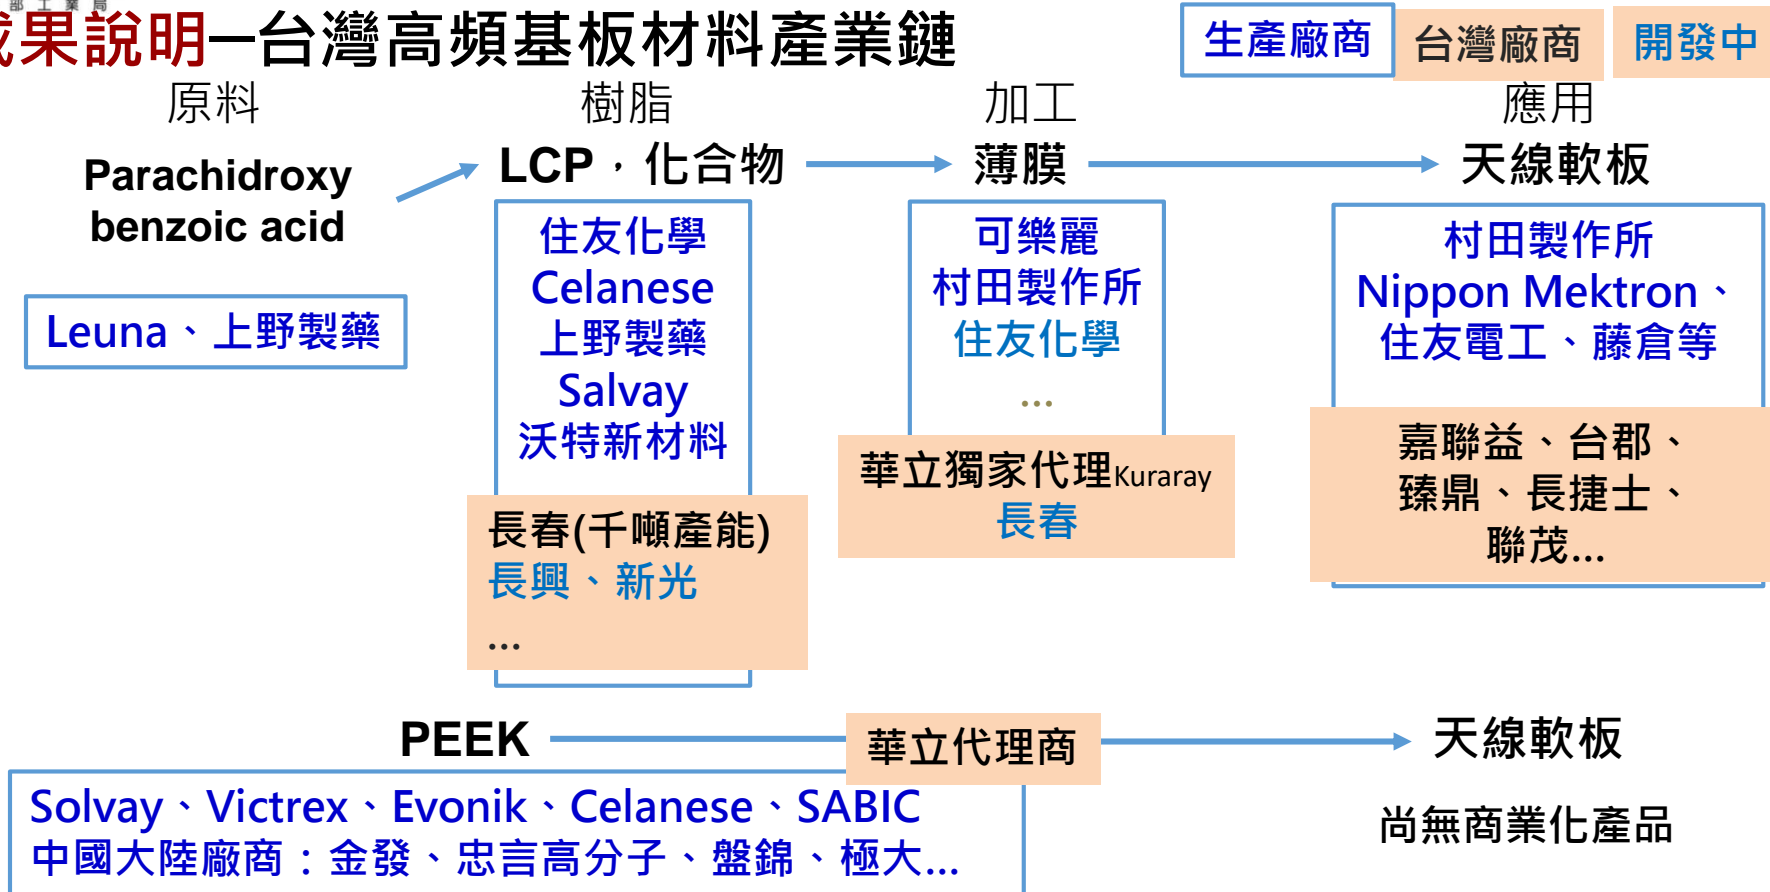 部工業局
成果說明─台灣高頻基板材料產業鏈
生產廠商
台灣廠商
開發中
原料
樹脂
加工
應用
Parachidroxy
benzoic acid
LCP，化合物
薄膜
天線軟板
Leuna、上野製藥
住友化學
Celanese
上野製藥
Salvay
沃特新材料
長春(千噸產能)
長興、新光
...
可樂麗
村田製作所
住友化學
...
華立獨家代理Kuraray
長春
村田製作所
Nippon Mektron、
住友電工、藤倉等
嘉聯益、台郡、
臻鼎、長捷士、
聯茂...
PEEK
華立代理商
天線軟板
Solvay、Victrex、Evonik、Celanese、SABIC
中國大陸廠商：金發、忠言高分子、盤錦、極大...
尚無商業化產品